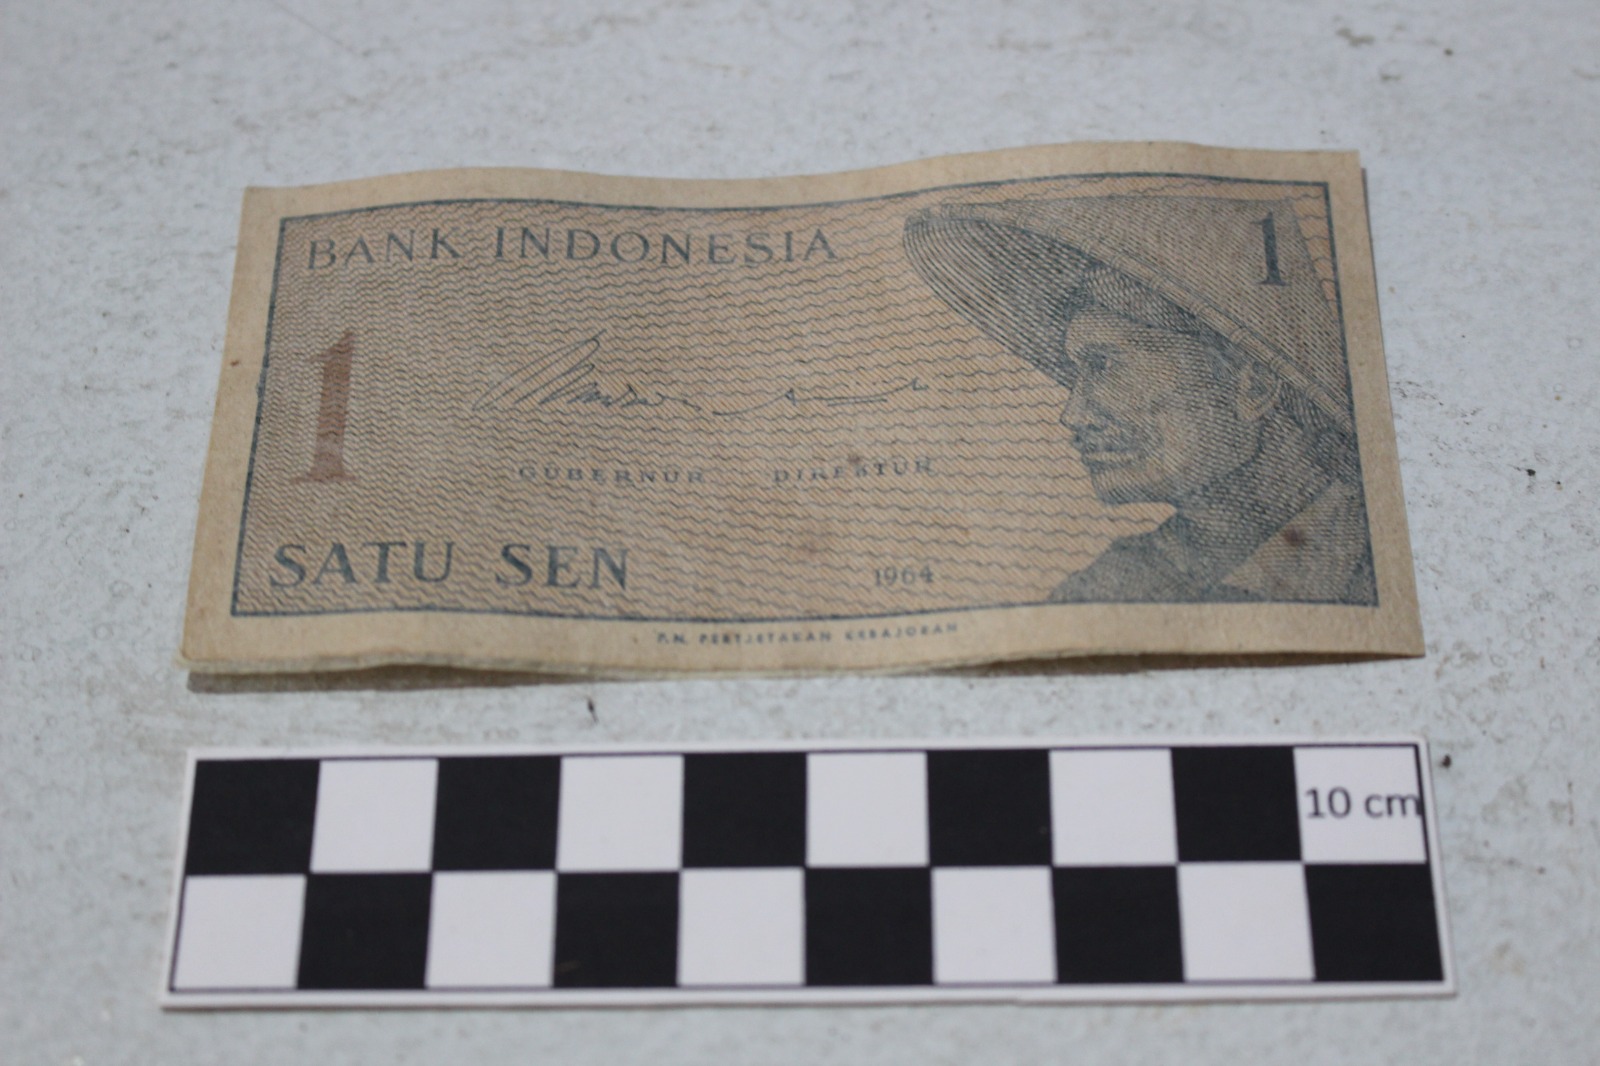 BANK INDONESIA
1
1
GUBERNUR DIREKTUR
SATU SEN
1964
P.N. PERTJETAKAN KEBAJORAN
10 cm